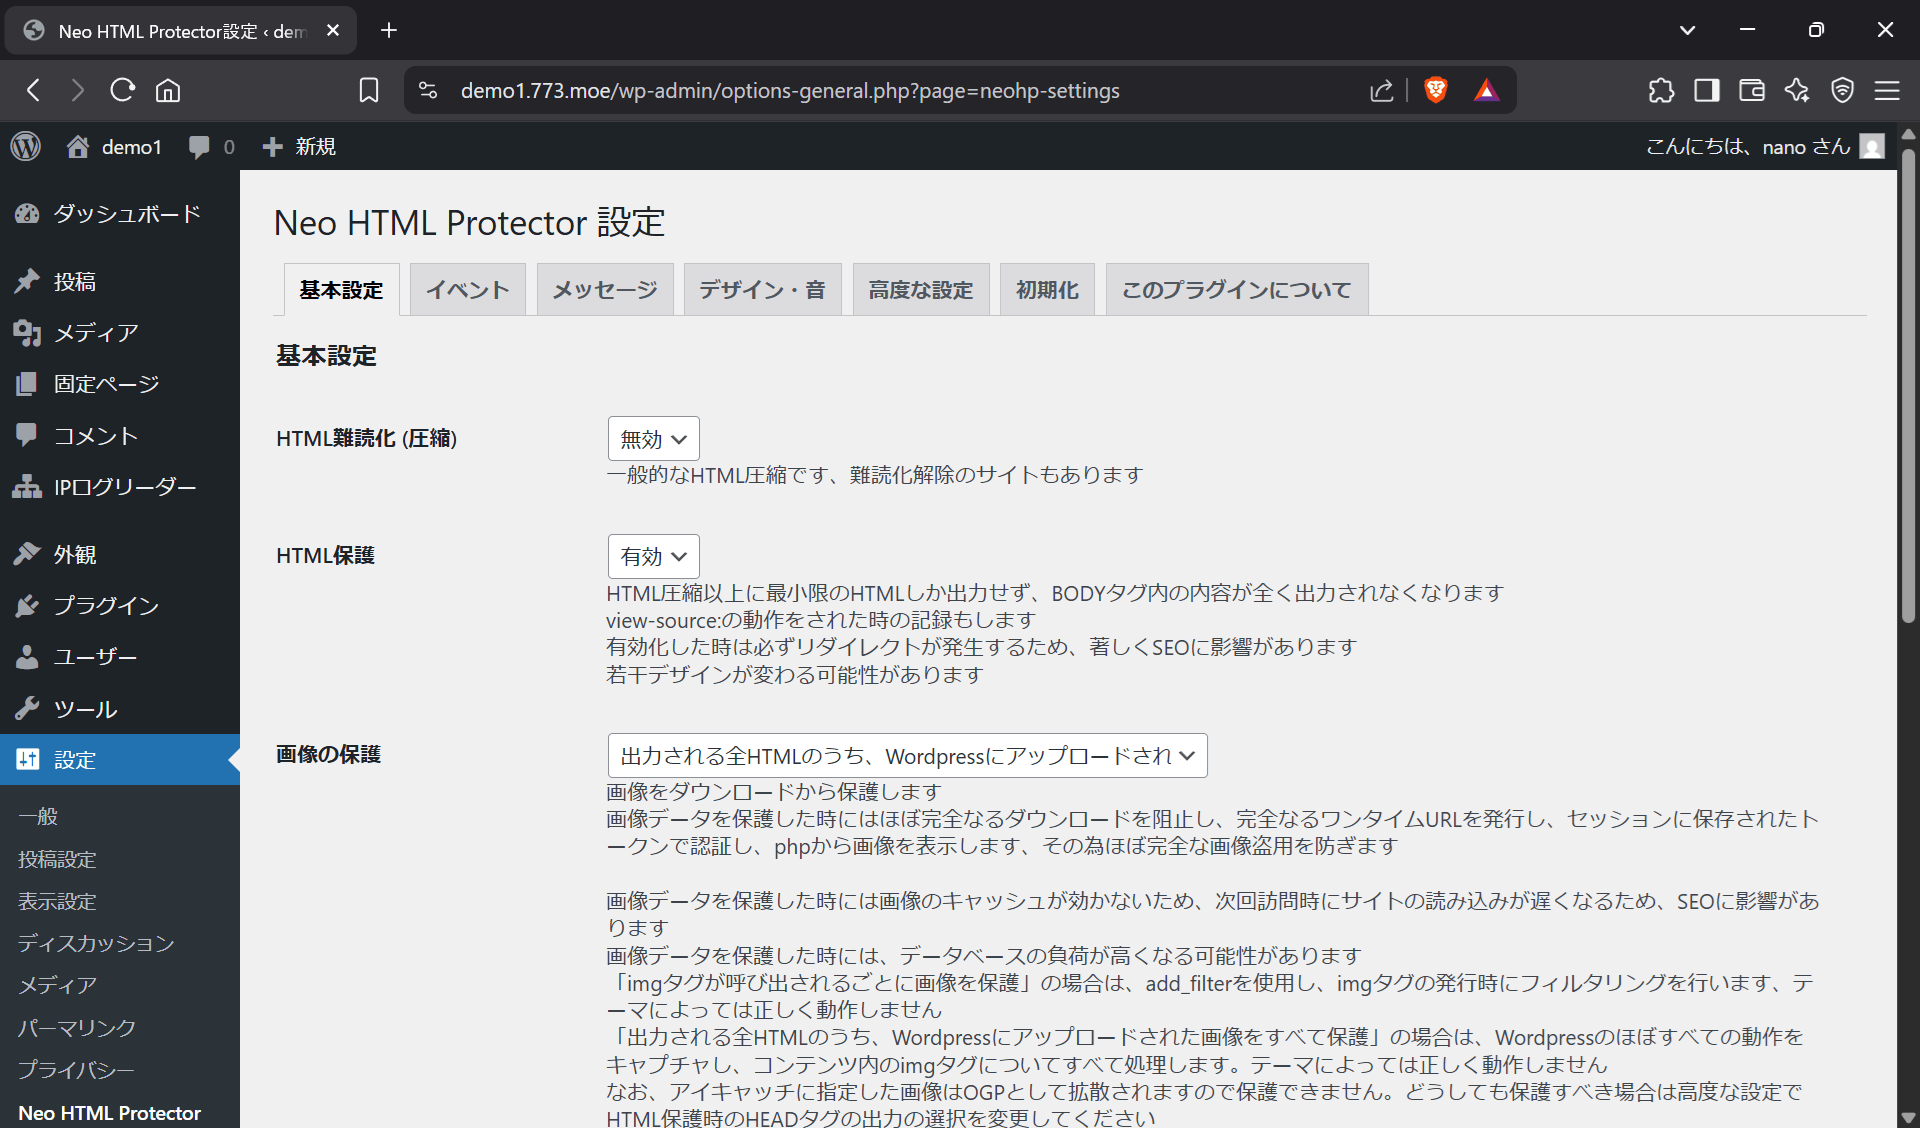 Neo HTML Protector設定 ‹ dem
demo1.773.moe/wp-admin/options-general.php?page=neohp-settings
demo1
0
新規
こんにちは、nano さん
ダッシュボード
投稿
メディア
固定ページ
コメント
IPログリーダー
外観
プラグイン
ユーザー
ツール
設定
一般
投稿設定
表示設定
ディスカッション
メディア
パーマリンク
プライバシー
Neo HTML Protector
Neo HTML Protector 設定
基本設定
イベント
メッセージ
デザイン・音
高度な設定
初期化
このプラグインについて
基本設定
HTML難読化 (圧縮)
無効
一般的なHTML圧縮です、難読化解除のサイトもあります
HTML保護
有効
HTML圧縮以上に最小限のHTMLしか出力せず、BODYタグ内の内容が全く出力されなくなります
view-source:の動作をされた時の記録もします
有効化した時は必ずリダイレクトが発生するため、著しくSEOに影響があります
若干デザインが変わる可能性があります
画像の保護
出力される全HTMLのうち、Wordpressにアップロードされ
画像をダウンロードから保護します
画像データを保護した時にはほぼ完全なるダウンロードを阻止し、完全なるワンタイムURLを発行し、セッションに保存されたト
ークンで認証し、phpから画像を表示します、その為ほぼ完全な画像盗用を防ぎます
画像データを保護した時には画像のキャッシュが効かないため、次回訪問時にサイトの読み込みが遅くなるため、SEOに影響があ
ります
画像データを保護した時には、データベースの負荷が高くなる可能性があります
「imgタグが呼び出されるごとに画像を保護」の場合は、add_filterを使用し、imgタグの発行時にフィルタリングを行います、テ
ーマによっては正しく動作しません
「出力される全HTMLのうち、Wordpressにアップロードされた画像をすべて保護」の場合は、Wordpressのほぼすべての動作を
キャプチャし、コンテンツ内のimgタグについてすべて処理します。テーマによっては正しく動作しません
なお、アイキャッチに指定した画像はOGPとして拡散されますので保護できません。どうしても保護すべき場合は高度な設定で
HTML保護時のHEADタグの出力の選択を変更してください